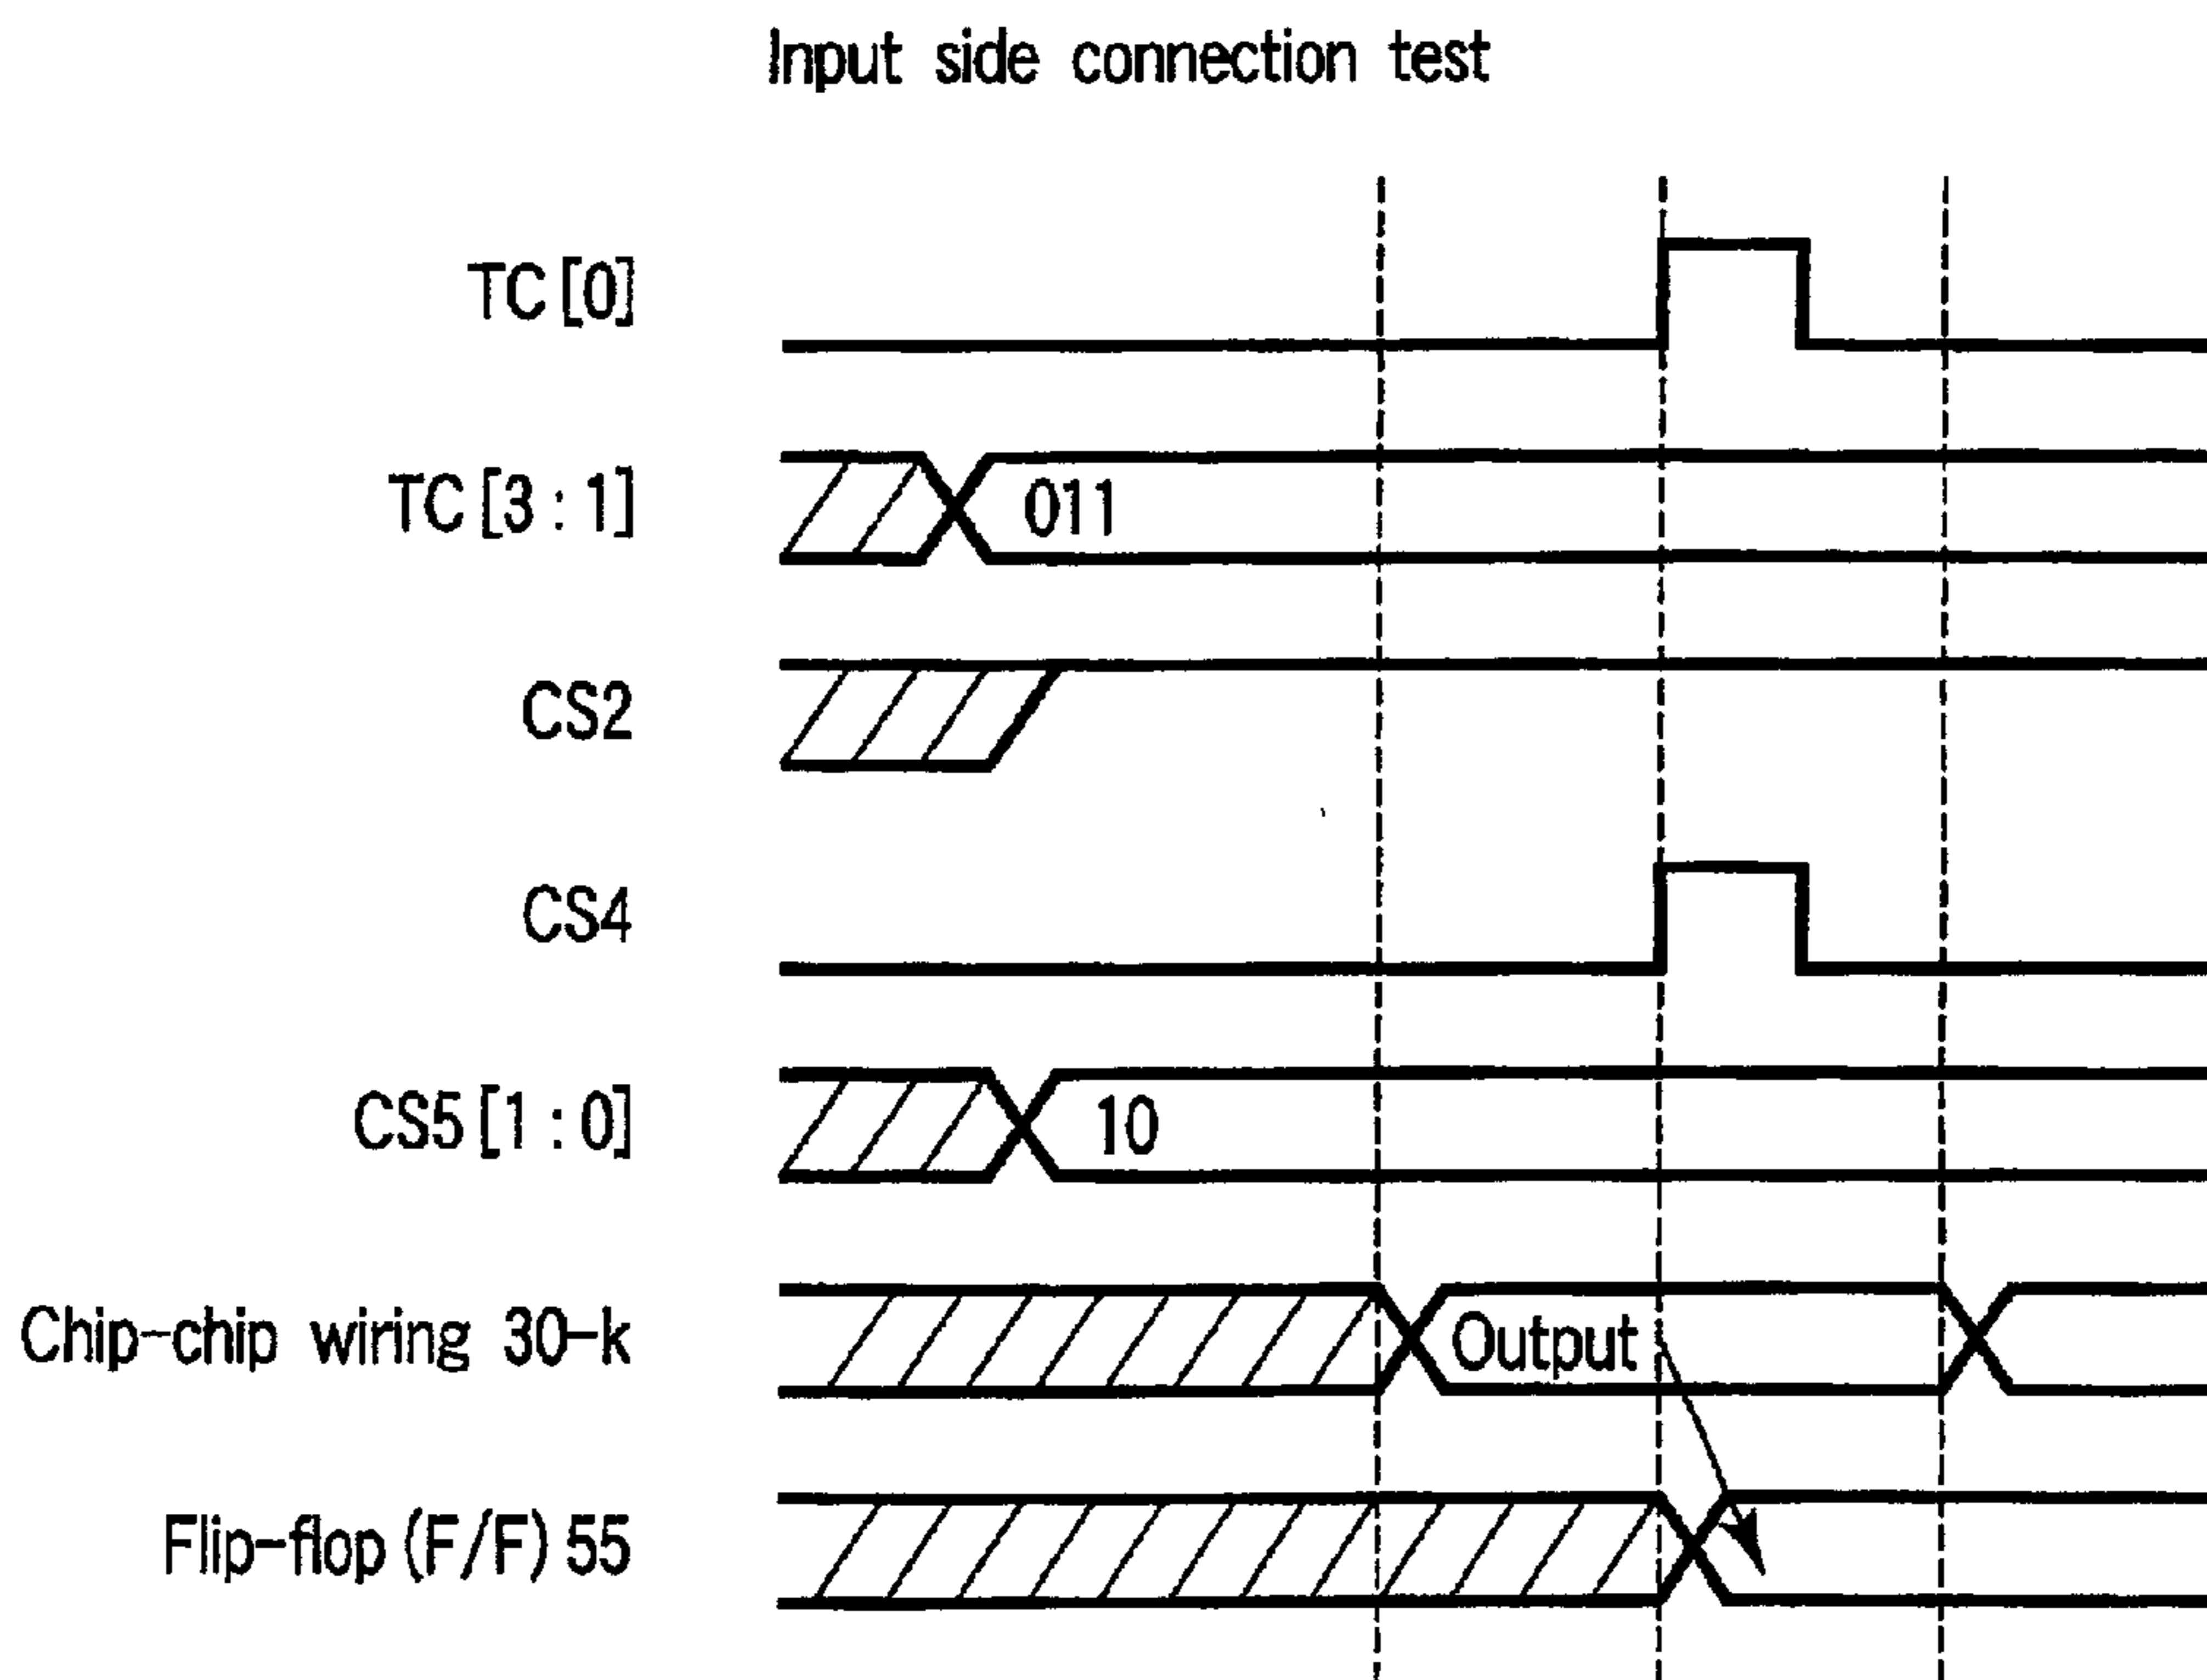 Input side connection test
TC[0]
TC[3:1]
011
CS2
CS4
CS5[1:0]
10
Chip-chip wiring 30-k
Output
Flip-flop (F/F) 55